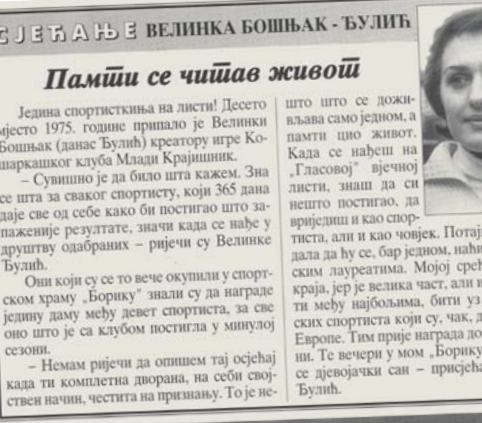 СЈЕЋАЊЕ ВЕЛИНКА БОШЊАК - ЂУЛИЋ
Памти се читав живот
Једина спортисткиња на листи! Десето
мјесто 1975. године припало је Велинки
Бошњак (данас Ђулић) креатору игре Ко-
шаркашког клуба Млади Крајишник.
– Сувишно је да било шта кажем. Зна
се шта за сваког спортисту, који 365 дана
даје све од себе како би постигао што за-
паженије резултате, значи када се нађе у
друштву одабраних – ријечи су Велинке
Ђулић.
Они који су се то вече окупили у спорт-
ском храму „Борику" знали су да награде
једину даму међу девет спортиста, за све
оно што је са клубом постигла у минулој
сезони.
– Немам ријечи да опишем тај осјећај
када ти комплетна дворана, на себи свој-
ствен начин, честита на признању. То је не-
што што се дожи-
вљава само једном, а
памти цио живот.
Када се нађеш на
„Гласовој" вјечној
листи, знаш да си
нешто постигао, да
вриједиш и као спор-
тиста, али и као човјек. Потај
дала да ћу се, бар једном, наћи
ским лауреатима. Мојој срећ
краја, јер је велика част, али и
ти међу најбољима, бити уз
ских спортиста који су, чак, д
Европе. Тим прије награда до
ни. Те вечери у мом „Борику
се дјевојачки сан – присјећа
Ђулић.